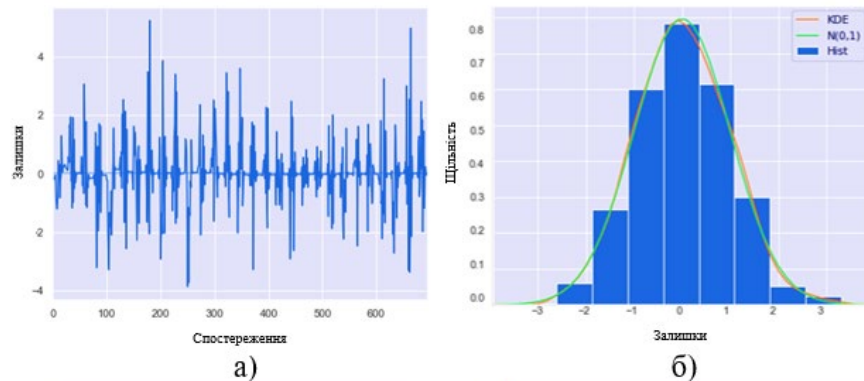 Залишки
4
2
0
−2
−4
0 100 200 300 400 500 600
Спостереження
а)
Щільність
0.8
0.7
0.6
0.5
0.4
0.3
0.2
0.1
0.0
−3 −2 −1 0 1 2 3
Залишки
KDE
N(0,1)
Hist
б)